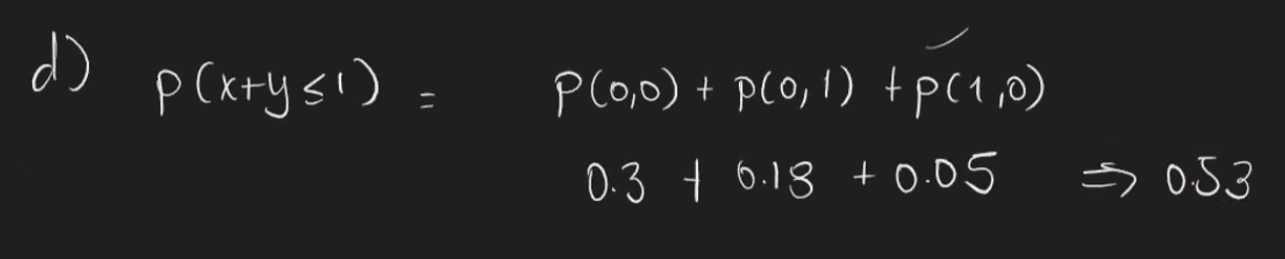 d) P(x+y≤1) = P(0,0) + P(0,1) + P(1,0)
0.3 + 0.18 + 0.05 ⇒ 0.53